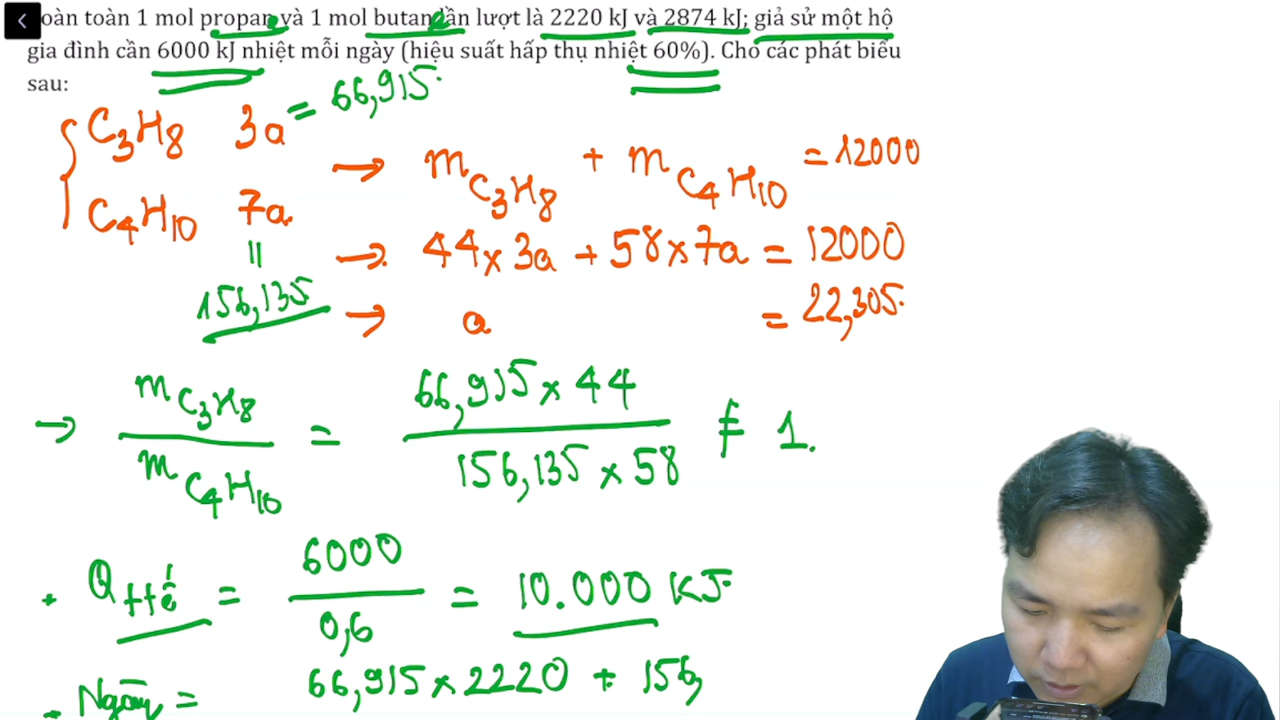 oàn toàn 1 mol propan và 1 mol butan lần lượt là 2220 kJ và 2874 kJ; giả sử một hộ
gia đình cần 6000 kJ nhiệt mỗi ngày (hiệu suất hấp thụ nhiệt 60%). Cho các phát biểu
sau:
C3H8 3a = 66,915
→ mC3H8 + mC4H10 = 12000
C4H10 7a
=
156,135
→ 44 x 3a + 58 x 7a = 12000
→ a = 22,305
→ mC3H8 / mC4H10 = 66,915 x 44 / 156,135 x 58 ≠ 1.
Qttế = 6000 / 0,6 = 10.000 KJ
- Ngày = 66,915 x 2220 + 156,